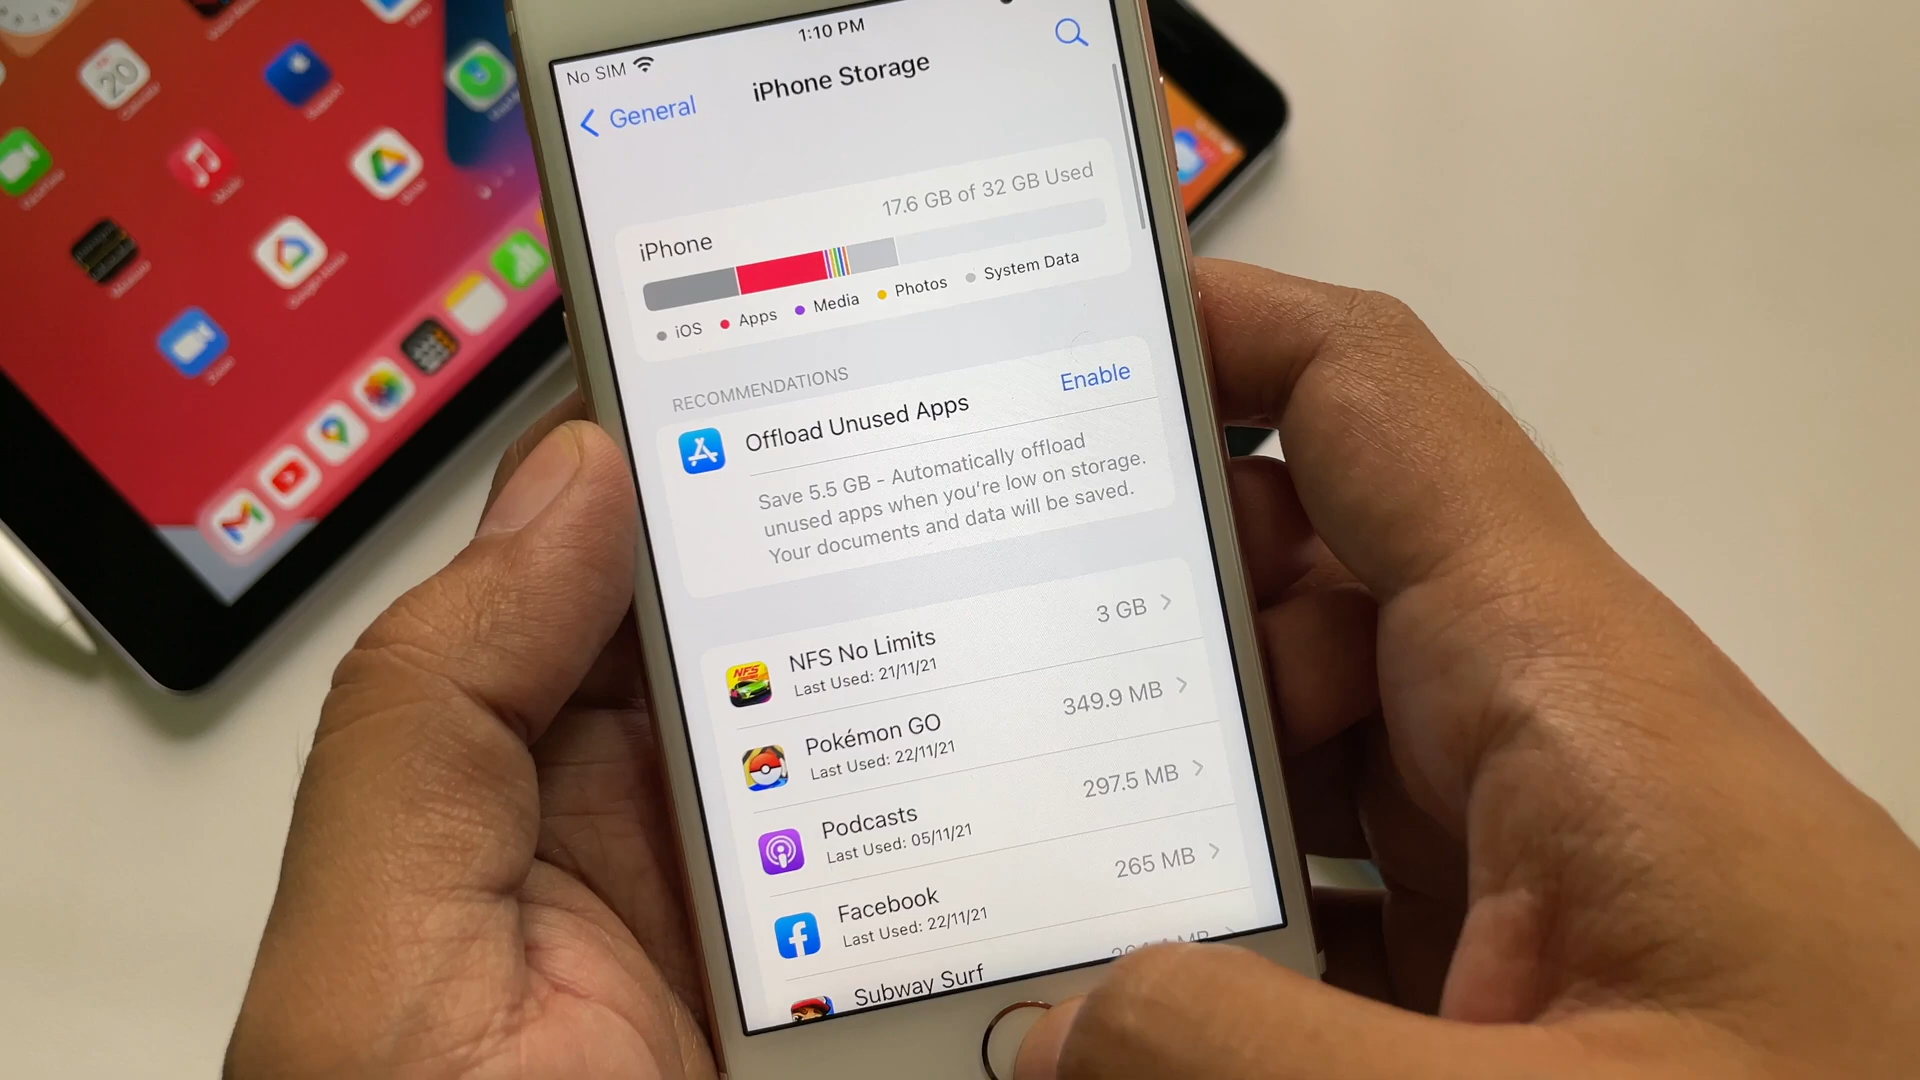 1:10 PM
No SIM
iPhone Storage
General
17.6 GB of 32 GB Used
iPhone
iOS
Apps
Media
Photos
System Data
RECOMMENDATIONS
Enable
Offload Unused Apps
Save 5.5 GB - Automatically offload
unused apps when you're low on storage.
Your documents and data will be saved.
NFS No Limits
3 GB
Last Used: 21/11/21
NFS
Pokémon GO
349.9 MB
Last Used: 22/11/21
Podcasts
297.5 MB
Last Used: 05/11/21
Facebook
265 MB
Last Used: 22/11/21
Subway Surf
MB
20